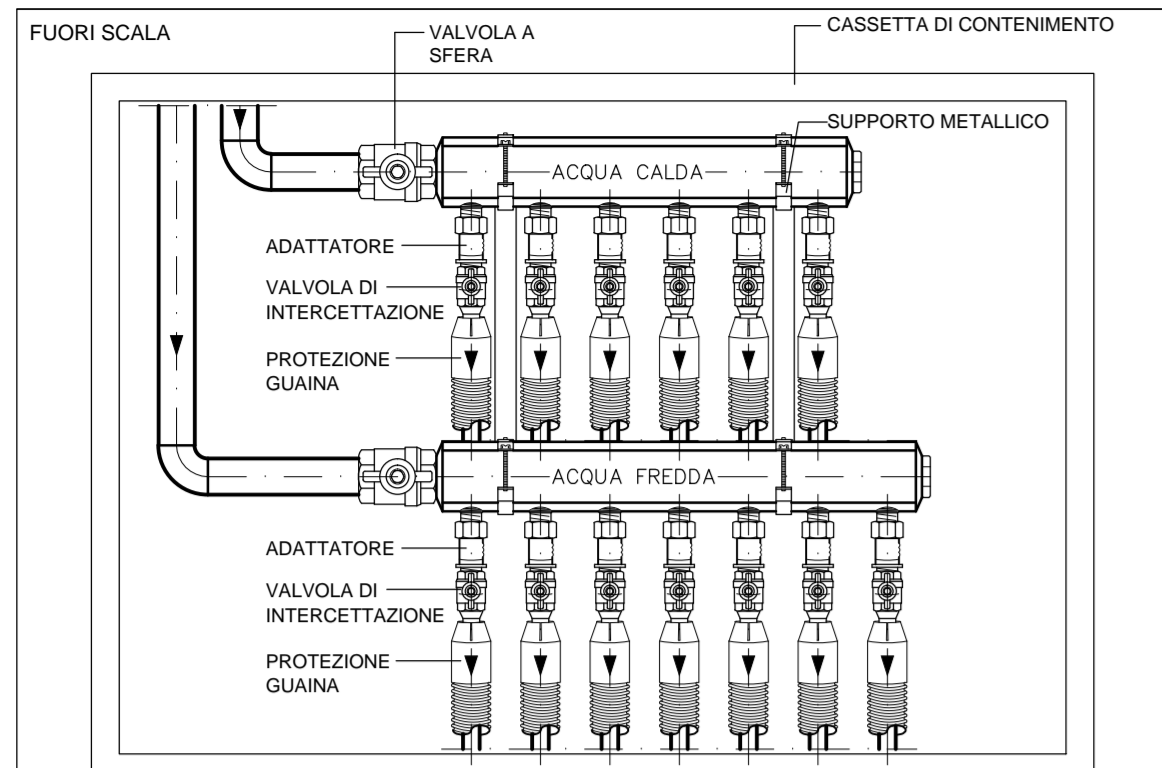 FUORI SCALA
VALVOLA A
SFERA
CASSETTA DI CONTENIMENTO
SUPPORTO METALLICO
ACQUA CALDA
ADATTATORE
VALVOLA DI
INTERCETTAZIONE
PROTEZIONE
GUAINA
ACQUA FREDDA
ADATTATORE
VALVOLA DI
INTERCETTAZIONE
PROTEZIONE
GUAINA